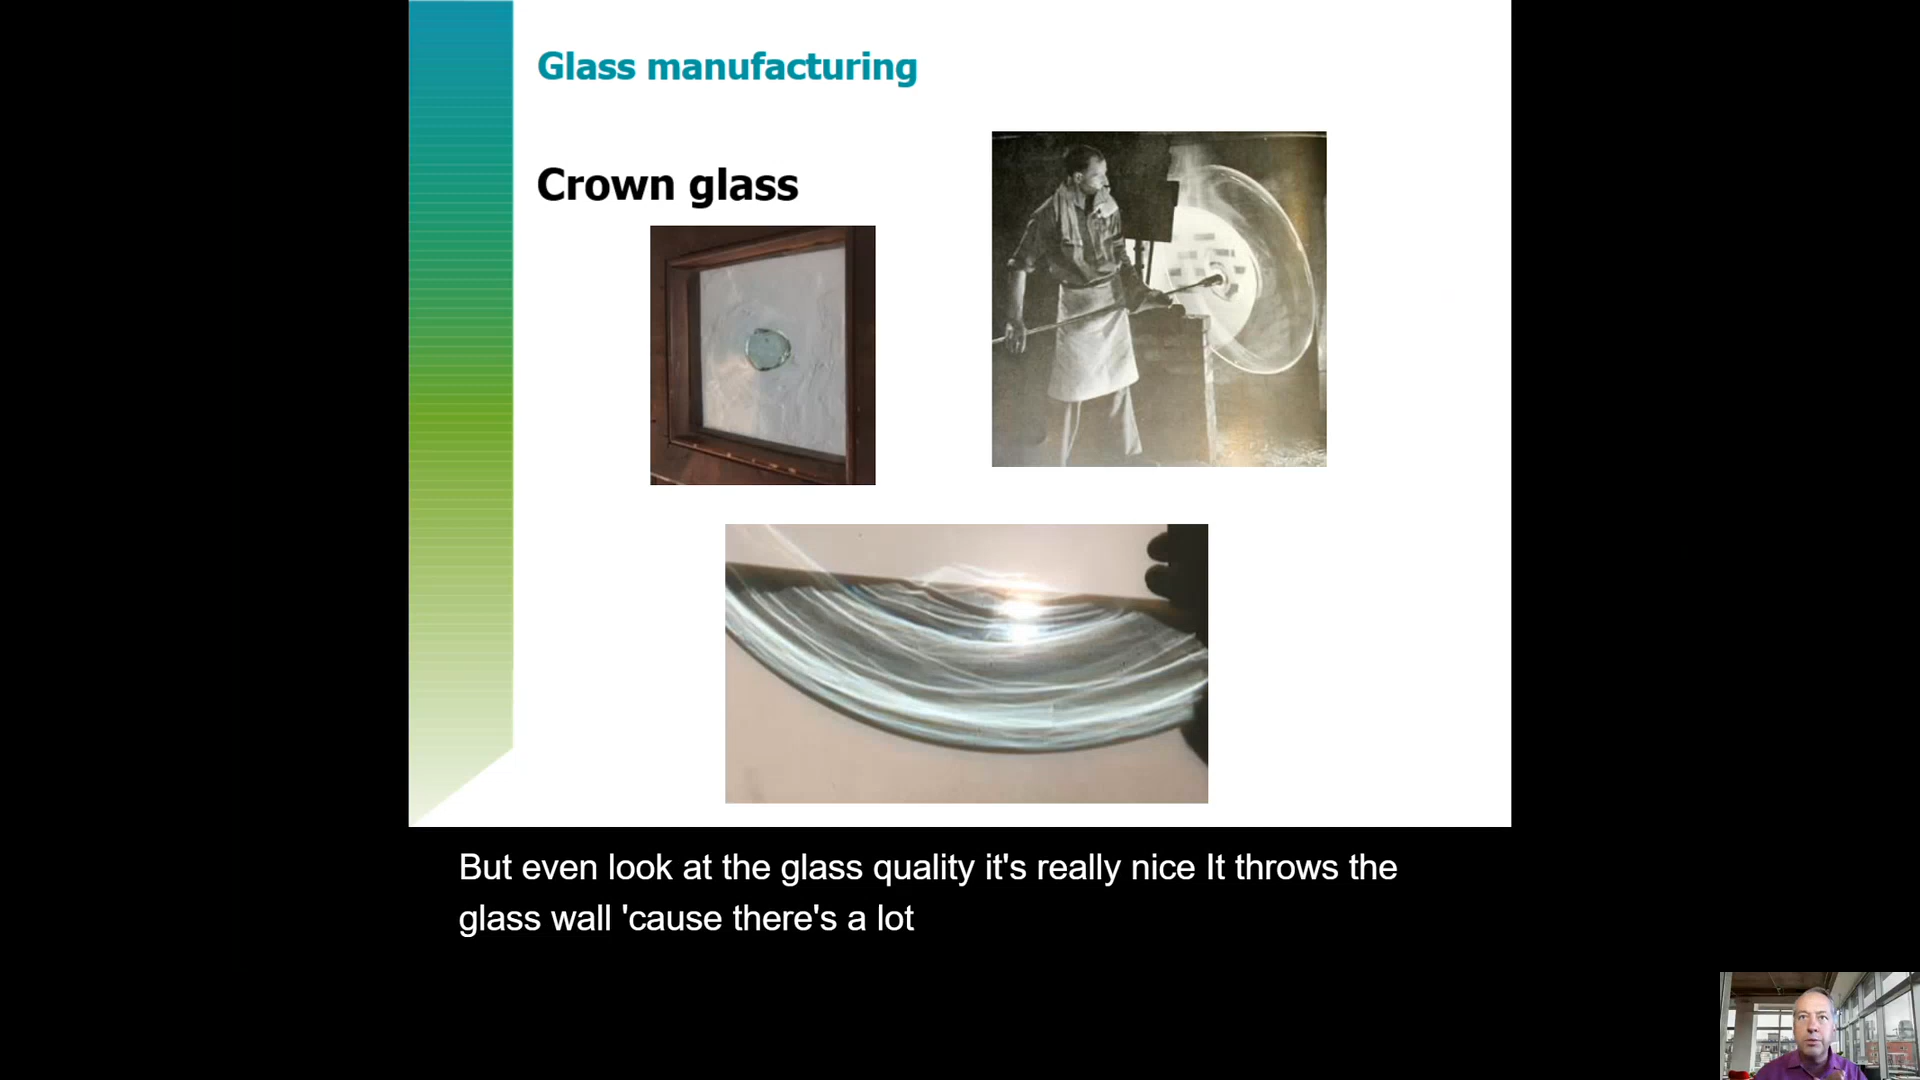 Glass manufacturing
Crown glass
But even look at the glass quality it's really nice It throws the
glass wall 'cause there's a lot